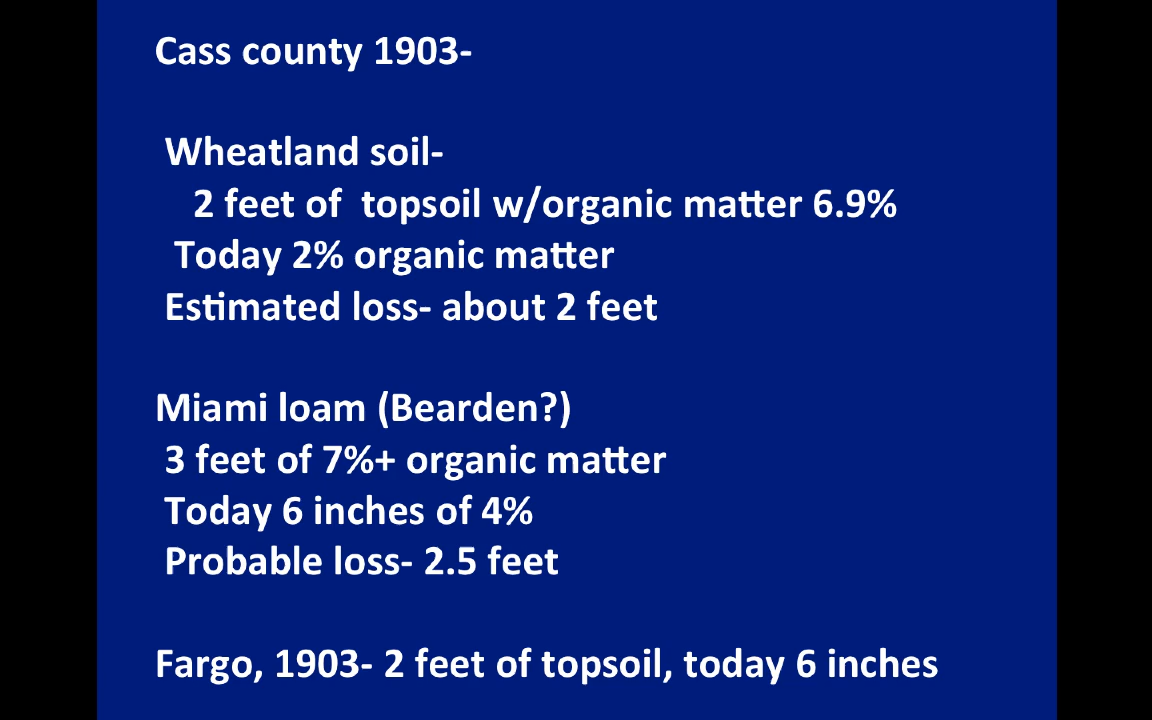 Cass county 1903-
Wheatland soil-
2 feet of topsoil w/organic matter 6.9%
Today 2% organic matter
Estimated loss- about 2 feet
Miami loam (Bearden?)
3 feet of 7%+ organic matter
Today 6 inches of 4%
Probable loss- 2.5 feet
Fargo, 1903- 2 feet of topsoil, today 6 inches